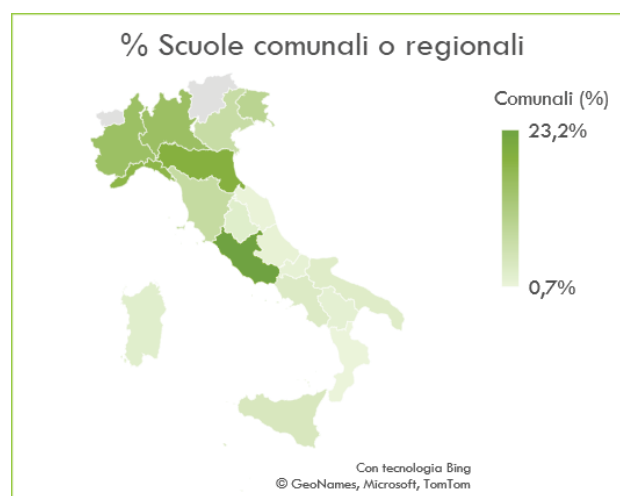 % Scuole comunali o regionali
Comunali (%)
23,2%
0,7%
Con tecnologia Bing
© GeoNames, Microsoft, TomTom